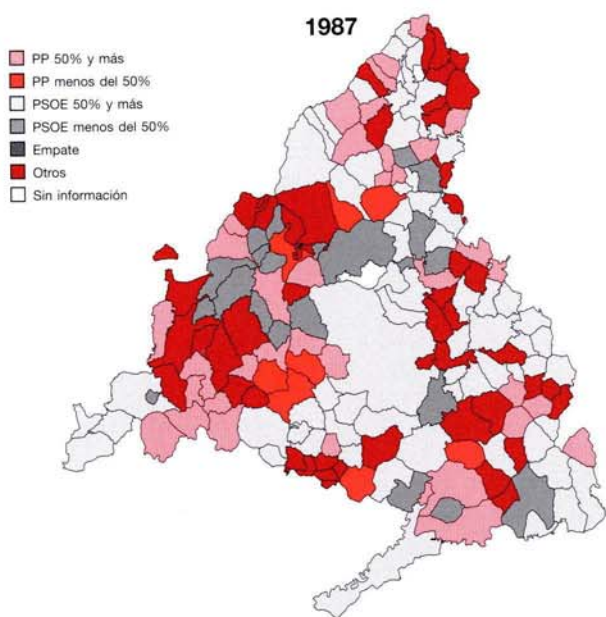 1987
PP 50% y más
PP menos del 50%
PSOE 50% y más
PSOE menos del 50%
Empate
Otros
Sin información